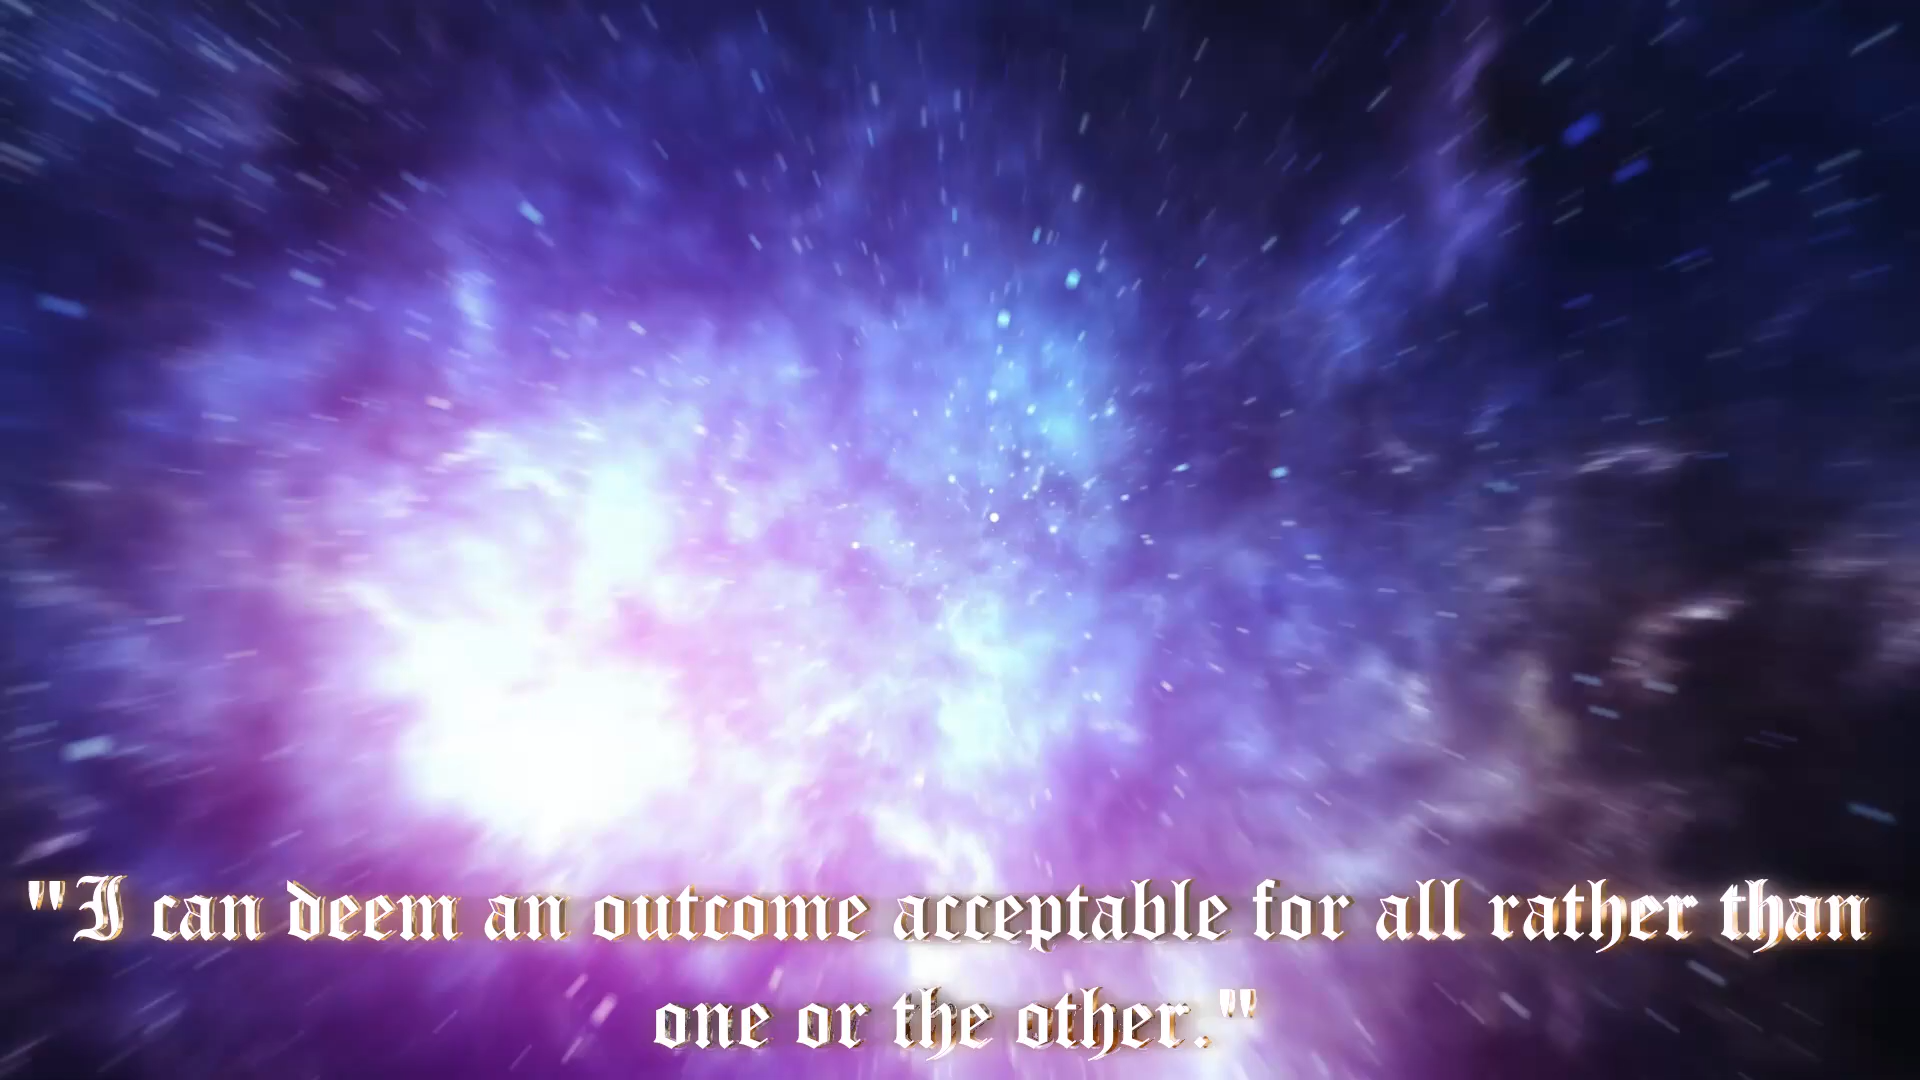 "I can deem an outcome acceptable for all rather than
one or the other."